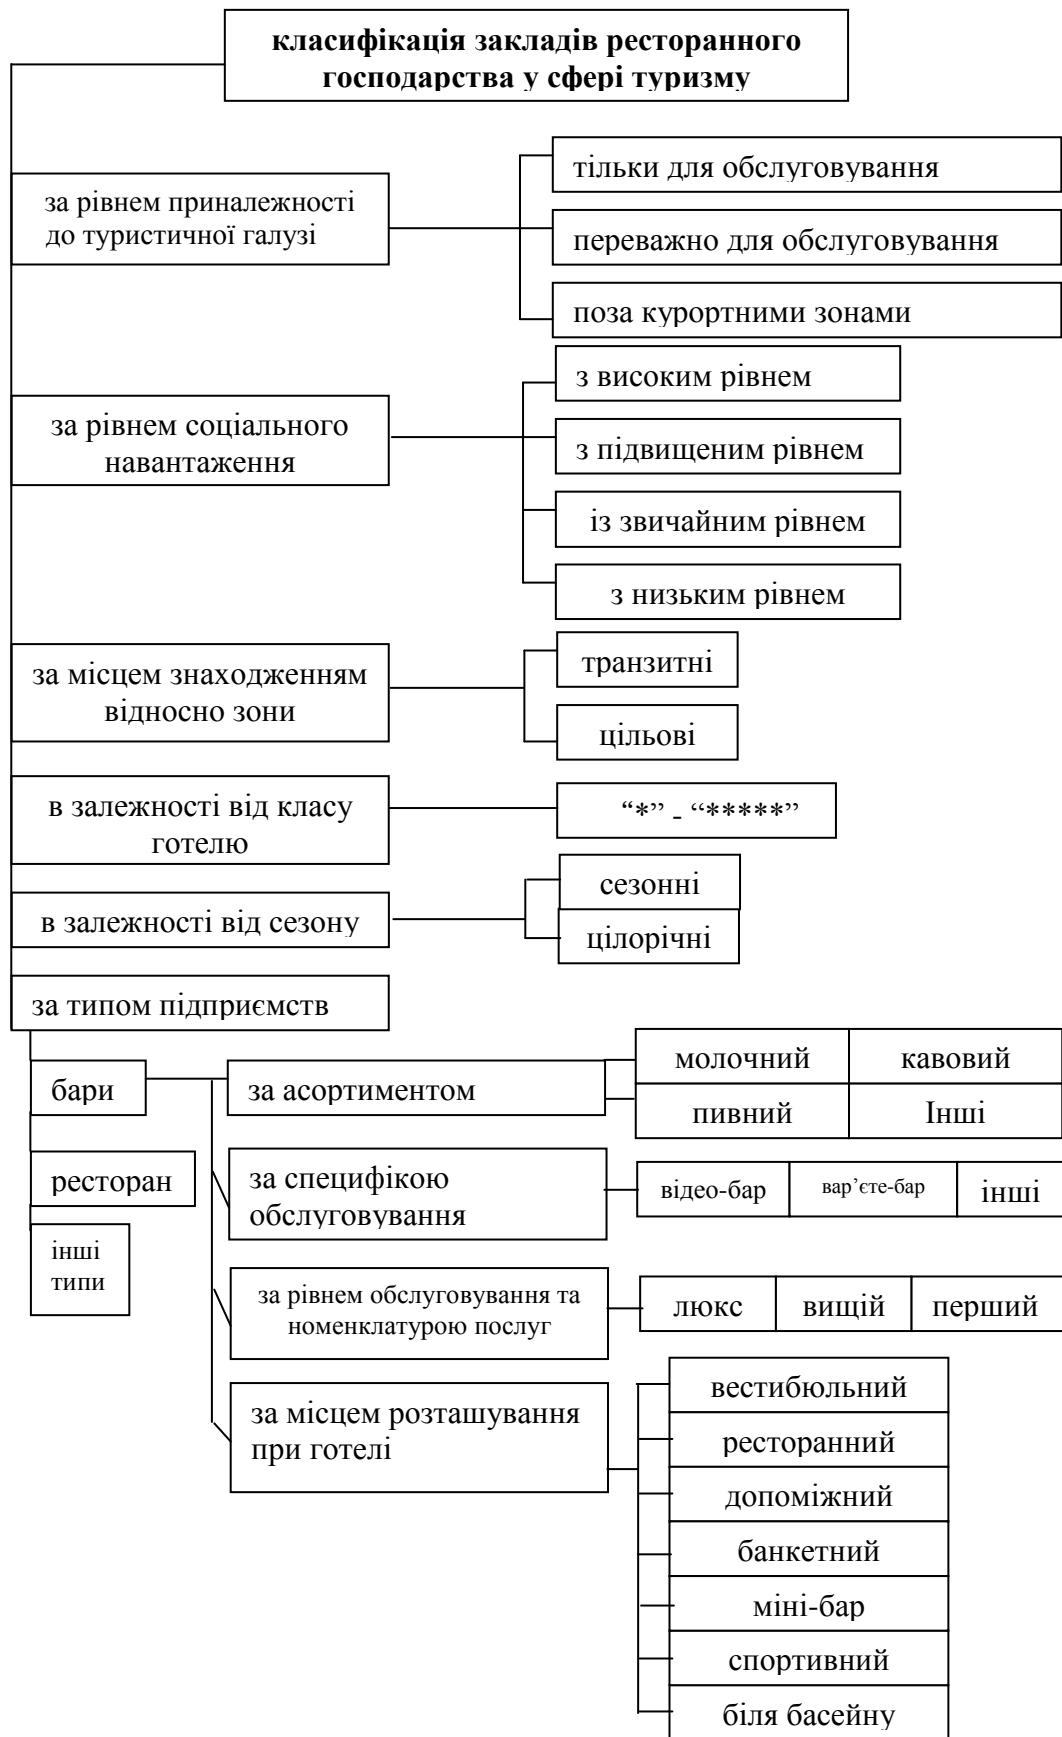 класифікація закладів ресторанного
господарства у сфері туризму
за рівнем приналежності
до туристичної галузі
тільки для обслуговування
переважно для обслуговування
поза курортними зонами
за рівнем соціального
навантаження
з високим рівнем
з підвищеним рівнем
із звичайним рівнем
з низьким рівнем
за місцем знаходженням
відносно зони
транзитні
цільові
в залежності від класу
готелю
“*” - “*****”
в залежності від сезону
сезонні
цілорічні
за типом підприємств
бари
ресторан
інші
типи
за асортиментом
молочний
кавовий
пивний
Інші
за специфікою
обслуговування
відео-бар
вар’єте-бар
інші
за рівнем обслуговування та
номенклатурою послуг
люкс
вищій
перший
за місцем розташування
при готелі
вестибюльний
ресторанний
допоміжний
банкетний
міні-бар
спортивний
біля басейну